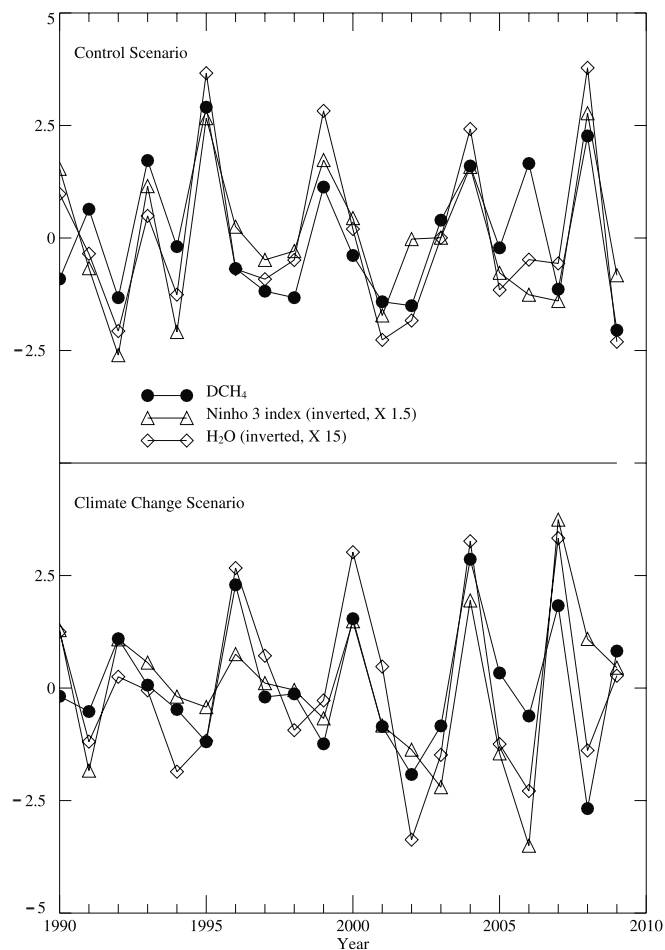 5
Control Scenario
2.5
0
−2.5
DCH₄
Ninho 3 index (inverted, X 1.5)
H₂O (inverted, X 15)
Climate Change Scenario
2.5
0
−2.5
−5
1990 1995 2000 2005 2010
Year